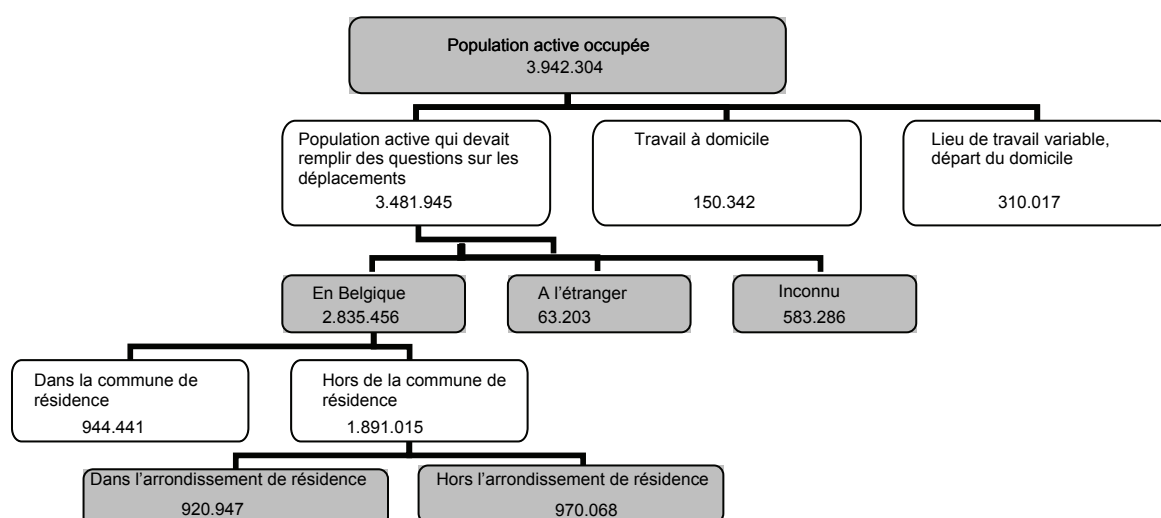 Population active occupée
3.942.304
Population active qui devait
remplir des questions sur les
déplacements
3.481.945
Travail à domicile
150.342
Lieu de travail variable,
départ du domicile
310.017
En Belgique
2.835.456
A l’étranger
63.203
Inconnu
583.286
Dans la commune de
résidence
944.441
Hors de la commune de
résidence
1.891.015
Dans l’arrondissement de résidence
920.947
Hors l’arrondissement de résidence
970.068